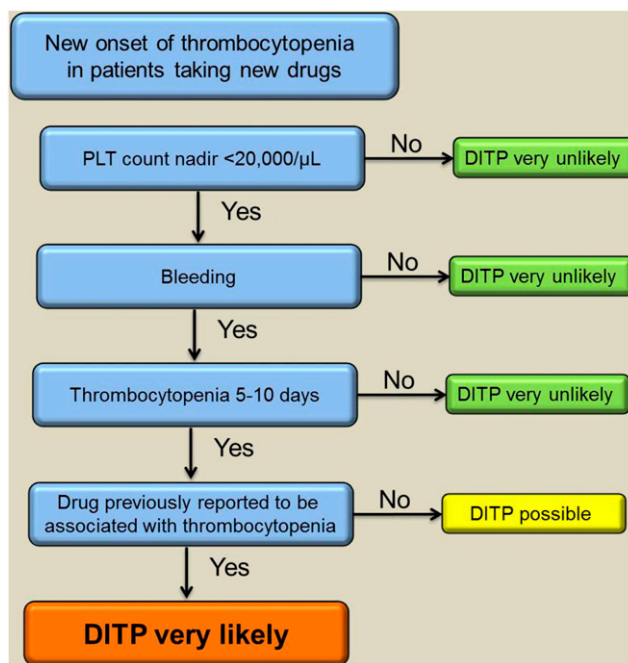 New onset of thrombocytopenia
in patients taking new drugs
PLT count nadir <20,000/µL
No
DITP very unlikely
Yes
Bleeding
No
DITP very unlikely
Yes
Thrombocytopenia 5-10 days
No
DITP very unlikely
Yes
Drug previously reported to be
associated with thrombocytopenia
No
DITP possible
Yes
DITP very likely